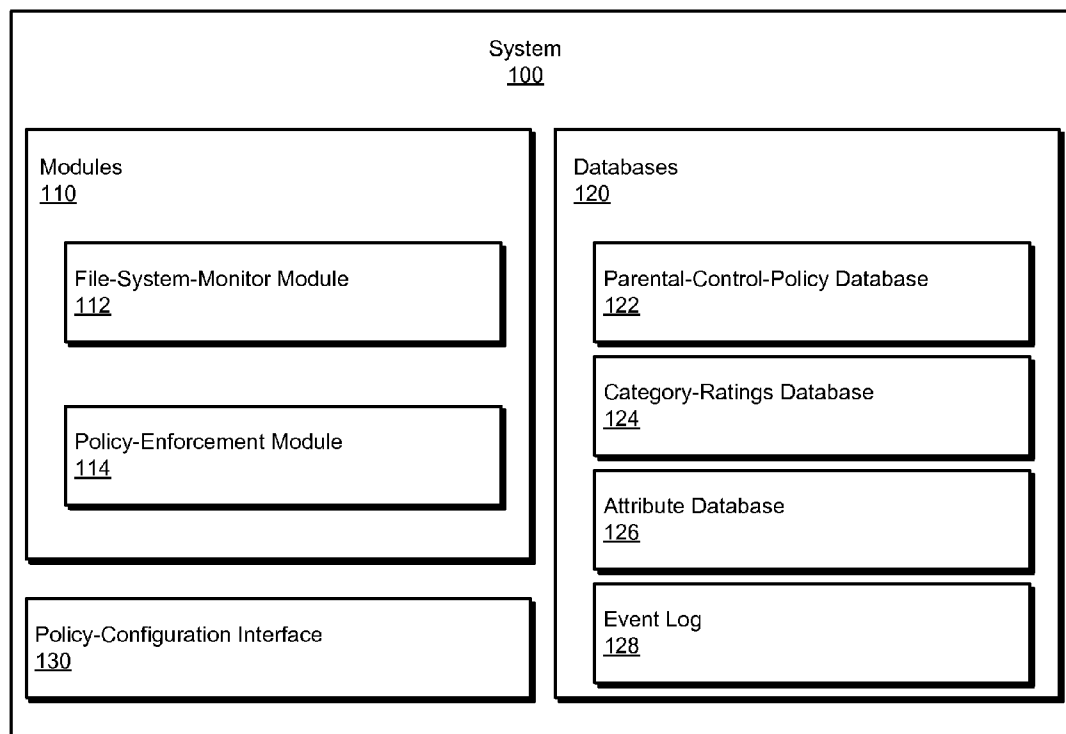 System
100
Modules
110
File-System-Monitor Module
112
Policy-Enforcement Module
114
Policy-Configuration Interface
130
Databases
120
Parental-Control-Policy Database
122
Category-Ratings Database
124
Attribute Database
126
Event Log
128